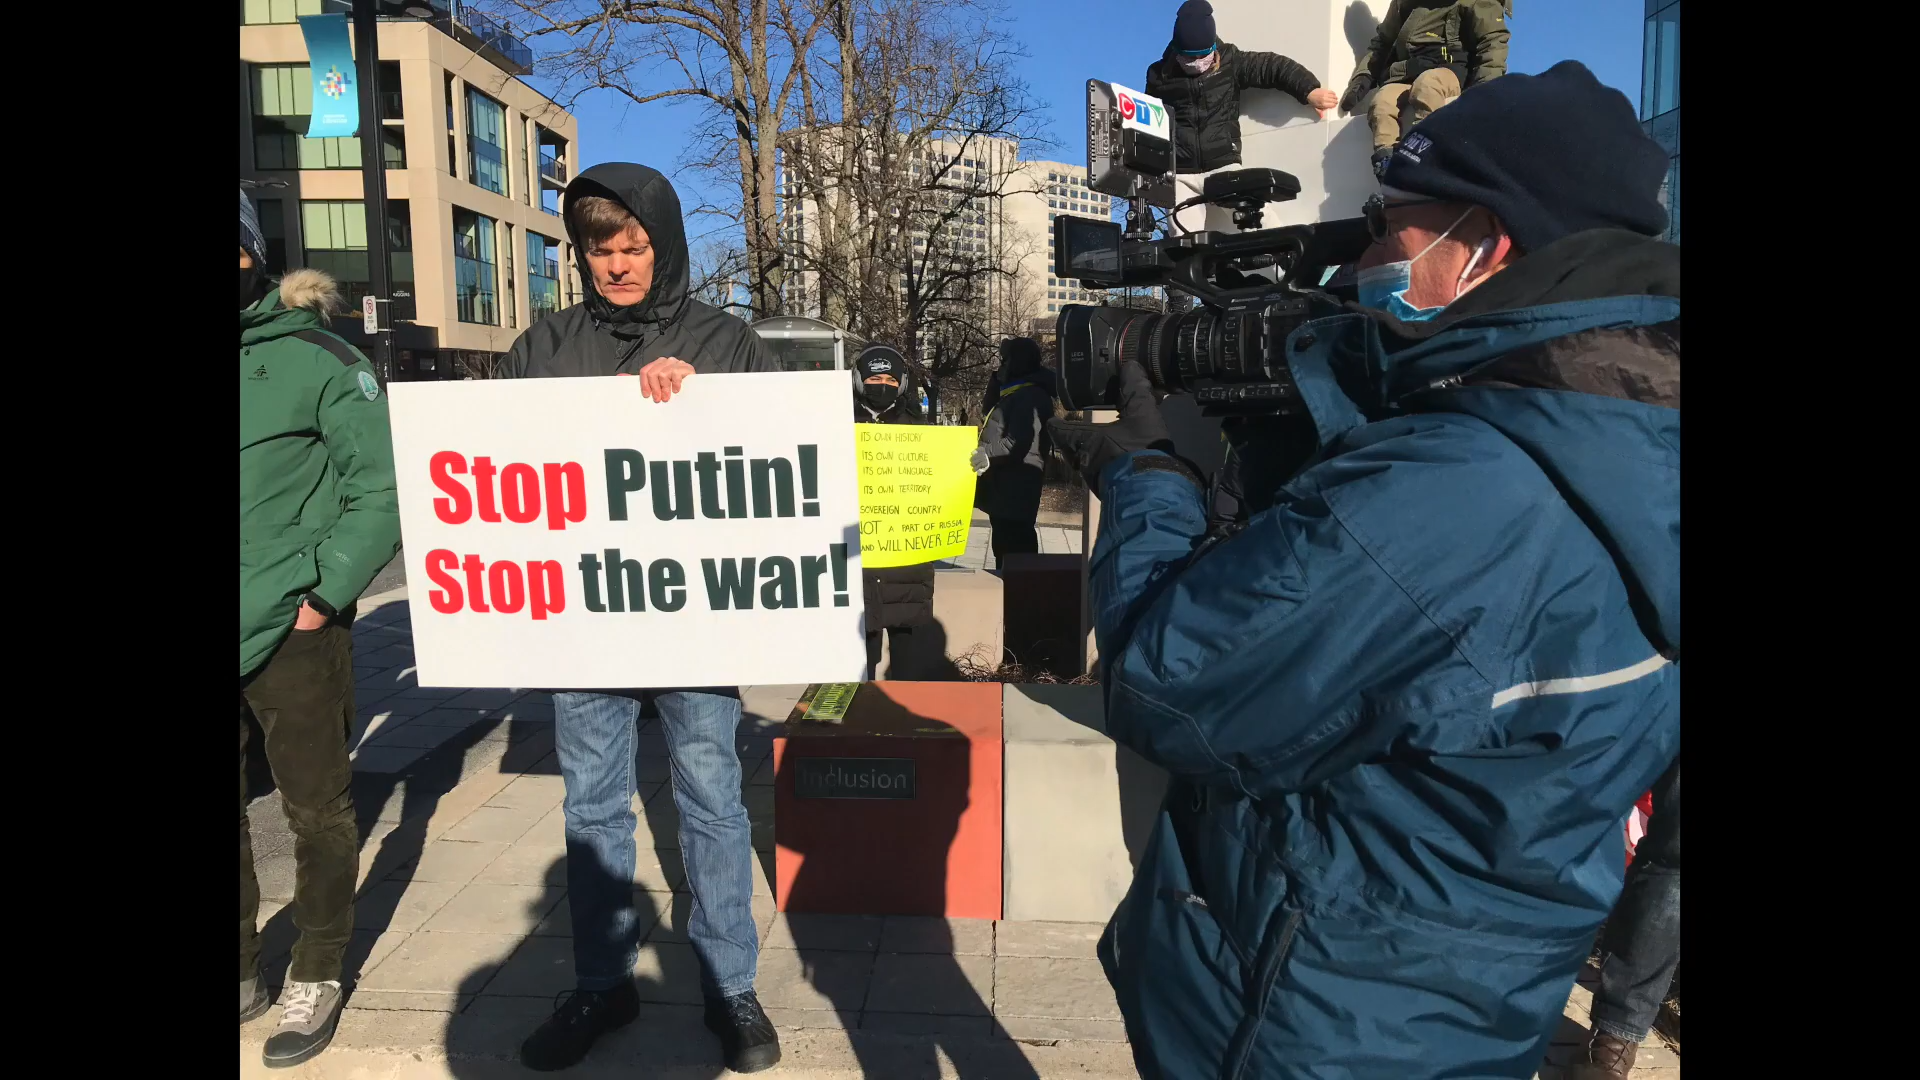 CTV
Stop Putin!
Stop the war!
ITS OWN HISTORY
ITS OWN CULTURE
ITS OWN LANGUAGE
ITS OWN TERRITORY
SOVEREIGN COUNTRY
NOT A PART OF RUSSIA
AND WILL NEVER BE
Inclusion